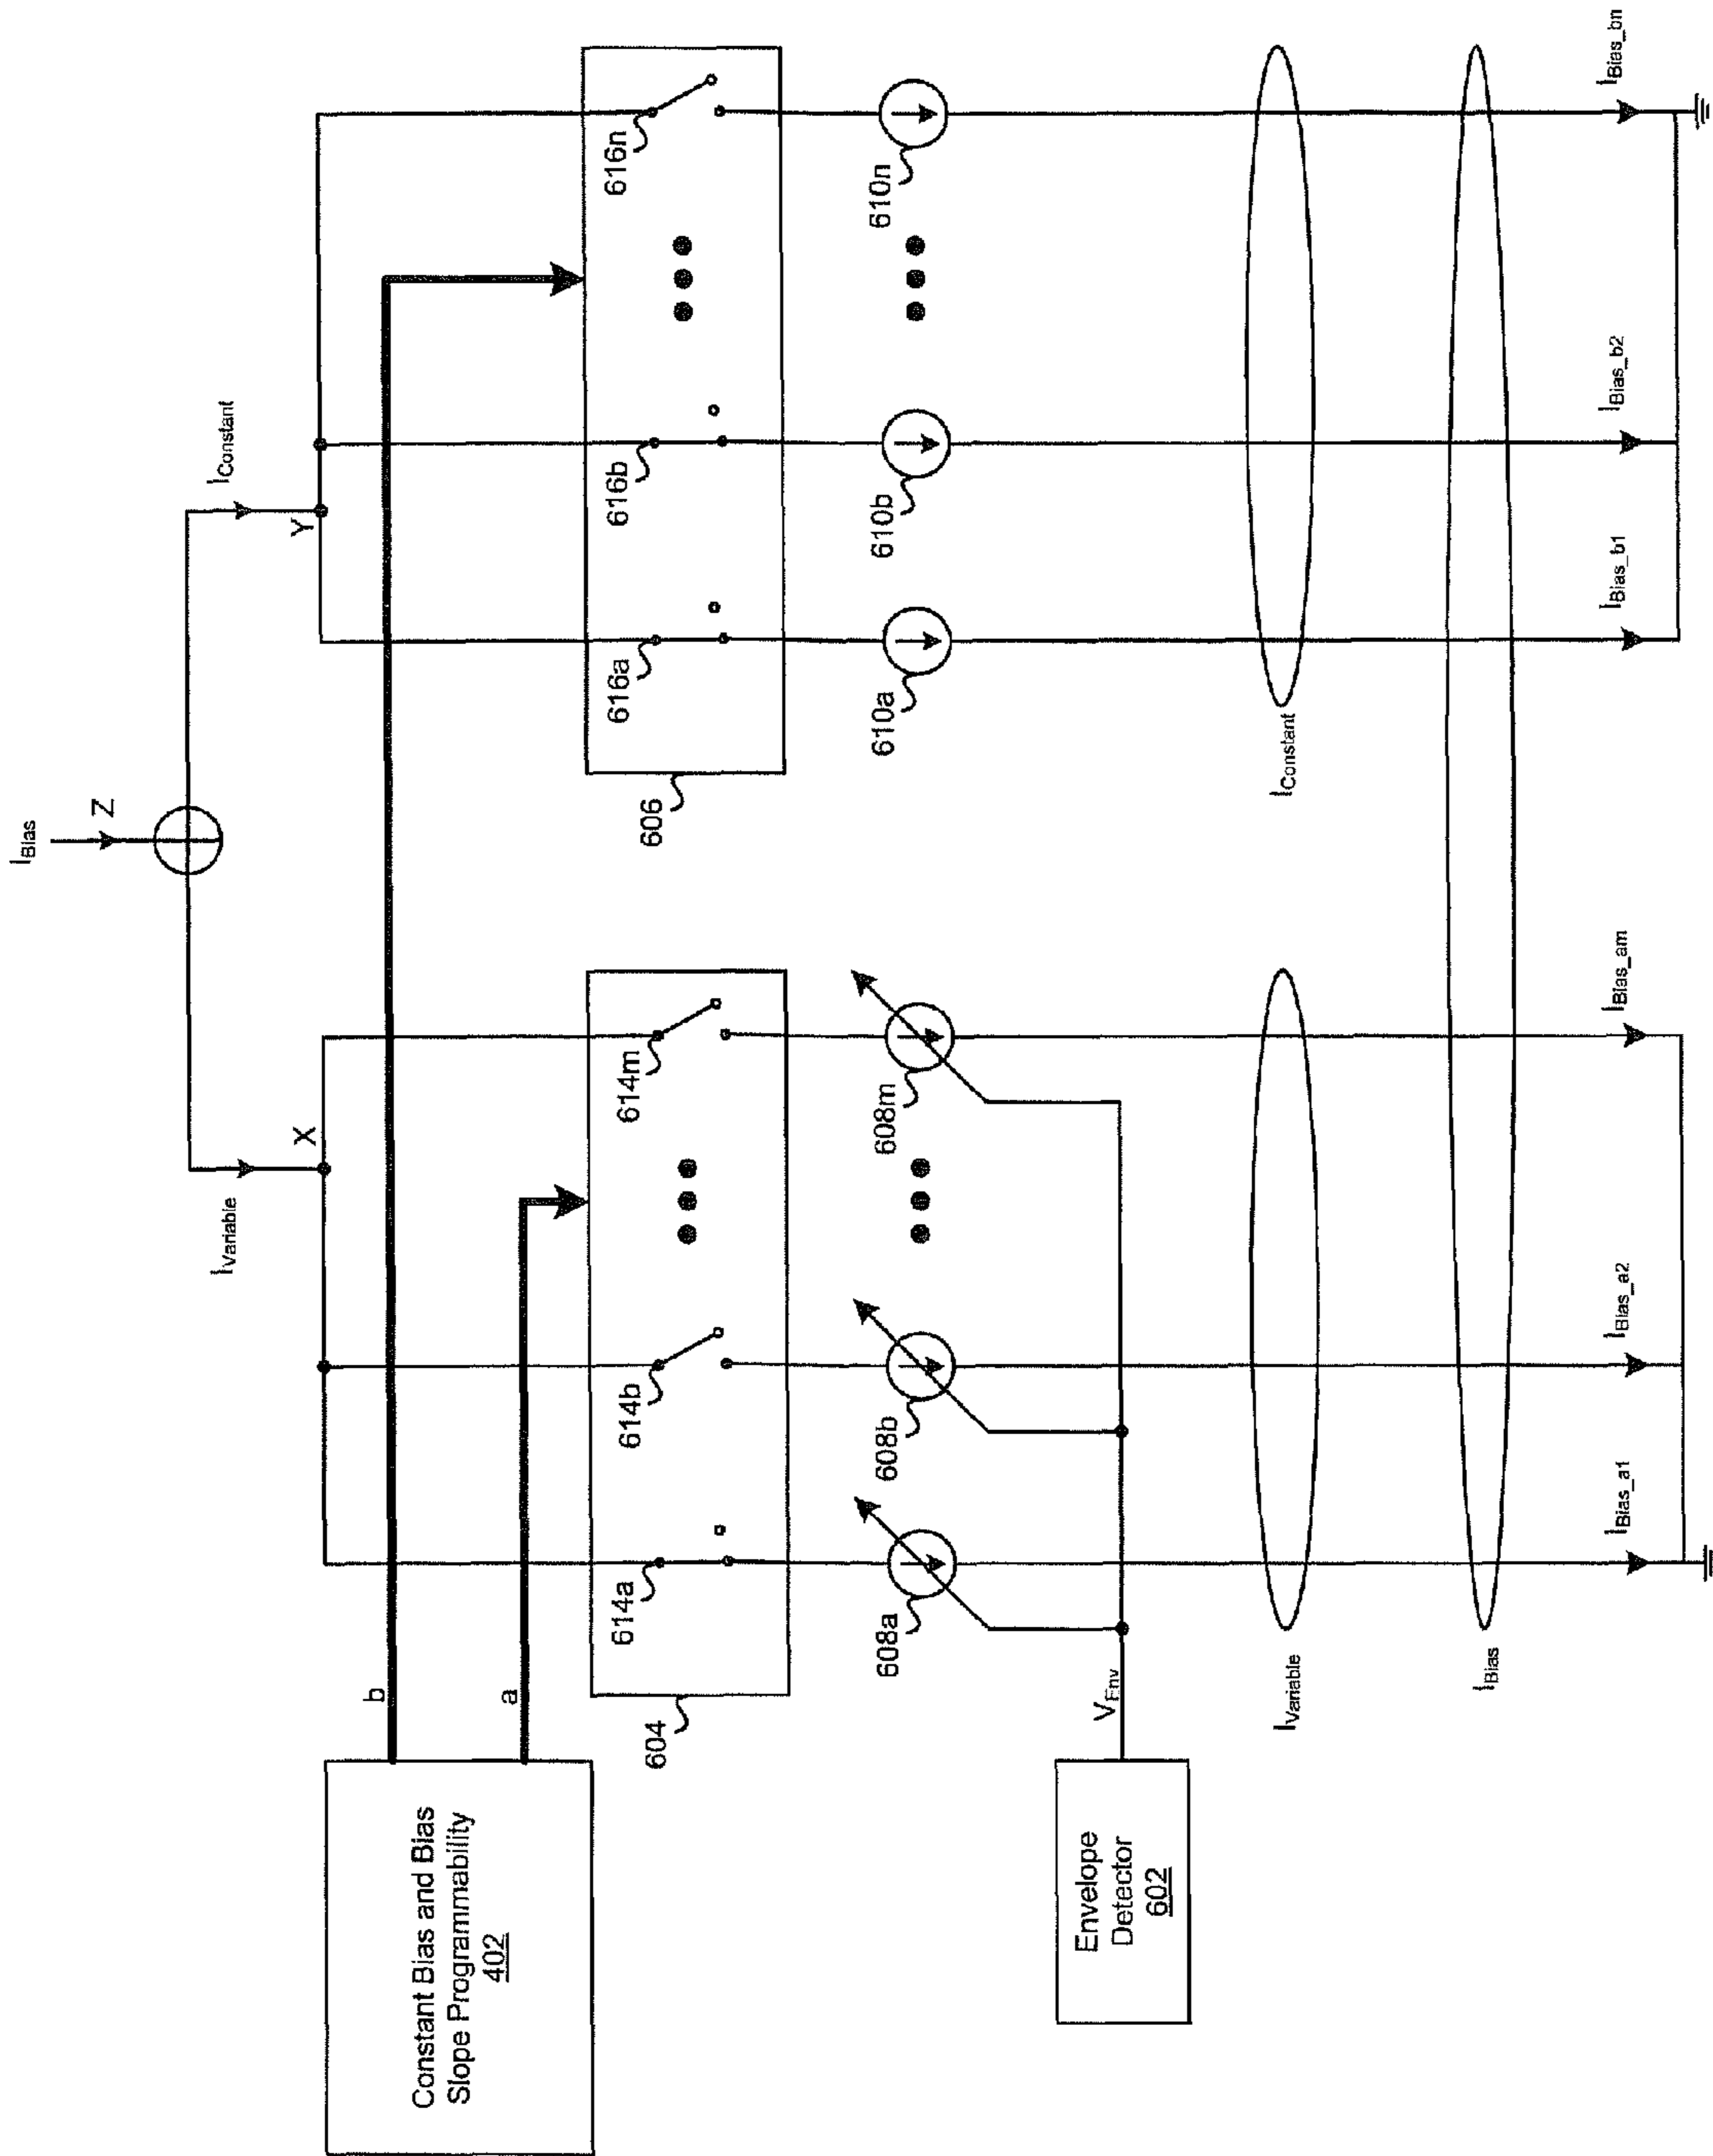 I_Bias
Z
I_Variable
I_Constant
X
Y
Constant Bias and Bias
Slope Programmability
402
b
a
604
614a
614b
614m
606
616a
616b
616n
608a
608b
608m
610a
610b
610n
Envelope
Detector
602
V_Env
I_Variable
I_Constant
I_Bias
I_Bias_a1
I_Bias_a2
I_Bias_am
I_Bias_b1
I_Bias_b2
I_Bias_bn